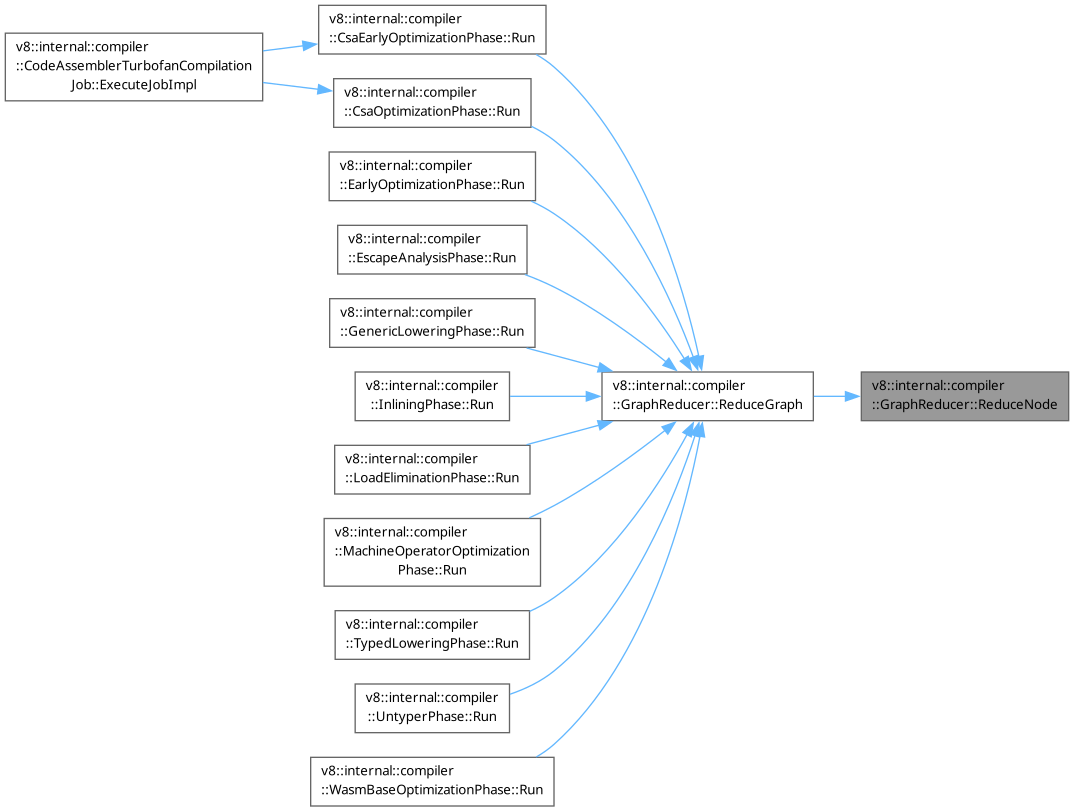 v8::internal::compiler
::CodeAssemblerTurbofanCompilation
Job::ExecuteJobImpl
v8::internal::compiler
::CsaEarlyOptimizationPhase::Run
v8::internal::compiler
::CsaOptimizationPhase::Run
v8::internal::compiler
::EarlyOptimizationPhase::Run
v8::internal::compiler
::EscapeAnalysisPhase::Run
v8::internal::compiler
::GenericLoweringPhase::Run
v8::internal::compiler
::InliningPhase::Run
v8::internal::compiler
::LoadEliminationPhase::Run
v8::internal::compiler
::MachineOperatorOptimization
Phase::Run
v8::internal::compiler
::TypedLoweringPhase::Run
v8::internal::compiler
::UntyperPhase::Run
v8::internal::compiler
::WasmBaseOptimizationPhase::Run
v8::internal::compiler
::GraphReducer::ReduceGraph
v8::internal::compiler
::GraphReducer::ReduceNode